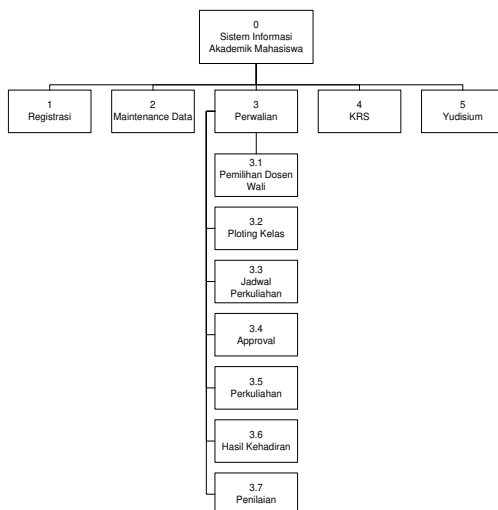 0
Sistem Informasi
Akademik Mahasiswa
1
Registrasi
2
Maintenance Data
3
Perwalian
4
KRS
5
Yudisium
3.1
Pemilihan Dosen
Wali
3.2
Ploting Kelas
3.3
Jadwal
Perkuliahan
3.4
Approval
3.5
Perkuliahan
3.6
Hasil Kehadiran
3.7
Penilaian